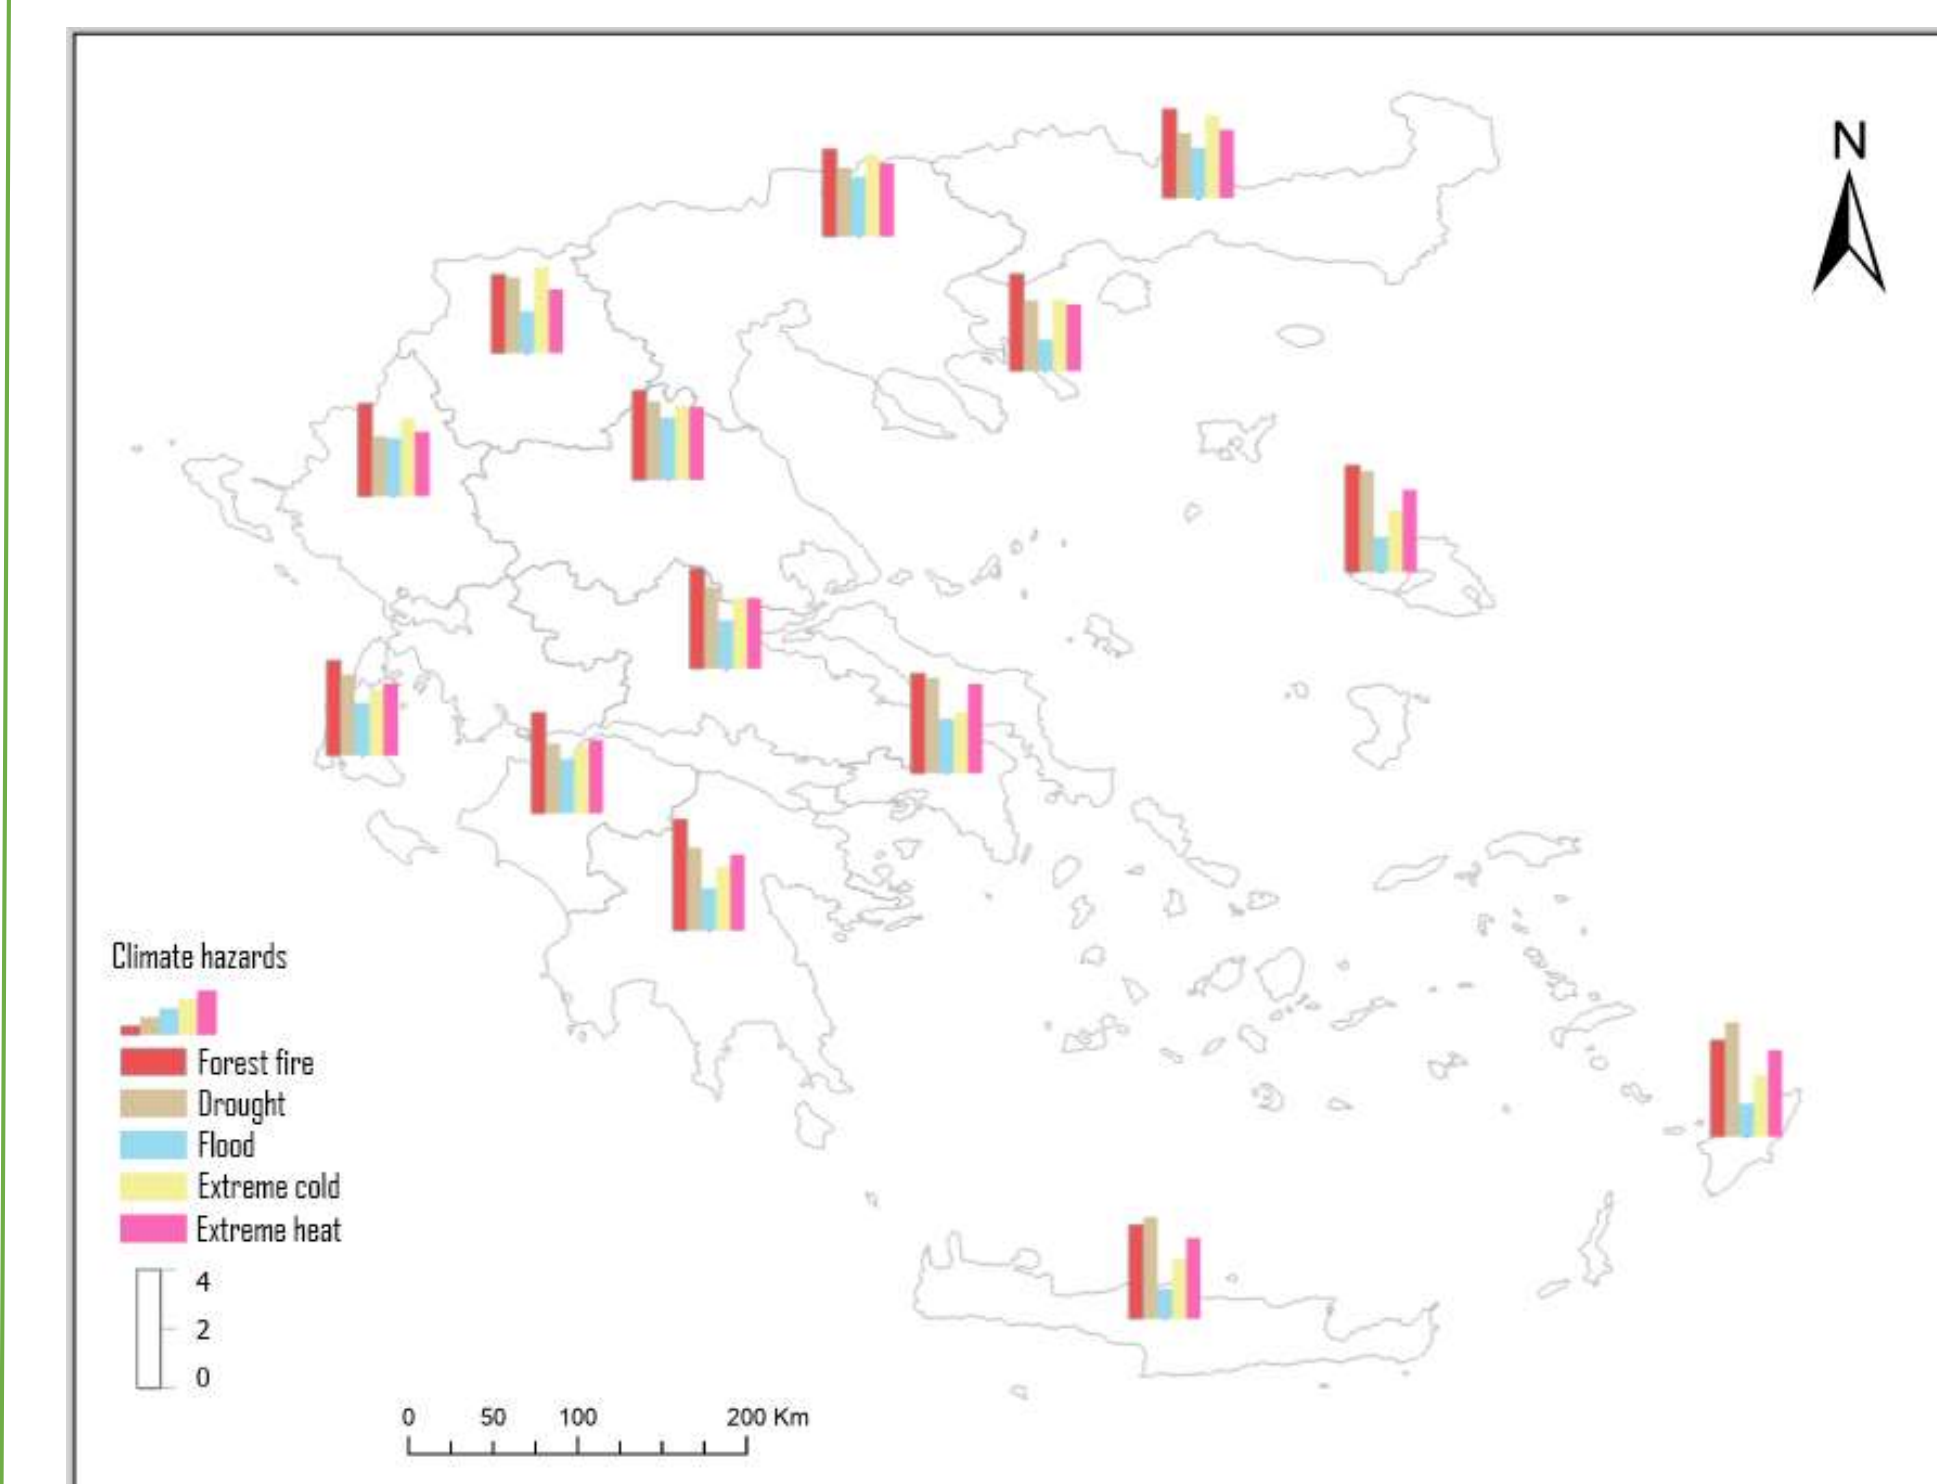 N
Climate hazards
Forest fire
Drought
Flood
Extreme cold
Extreme heat
4
2
0
0 50 100 200 Km